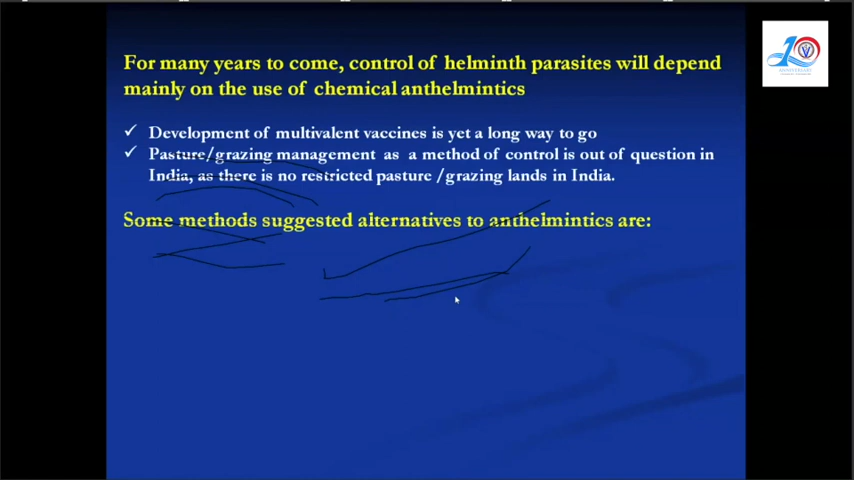 For many years to come, control of helminth parasites will depend
mainly on the use of chemical anthelmintics
✓ Development of multivalent vaccines is yet a long way to go
✓ Pasture/grazing management as a method of control is out of question in
India, as there is no restricted pasture /grazing lands in India.
Some methods suggested alternatives to anthelmintics are: